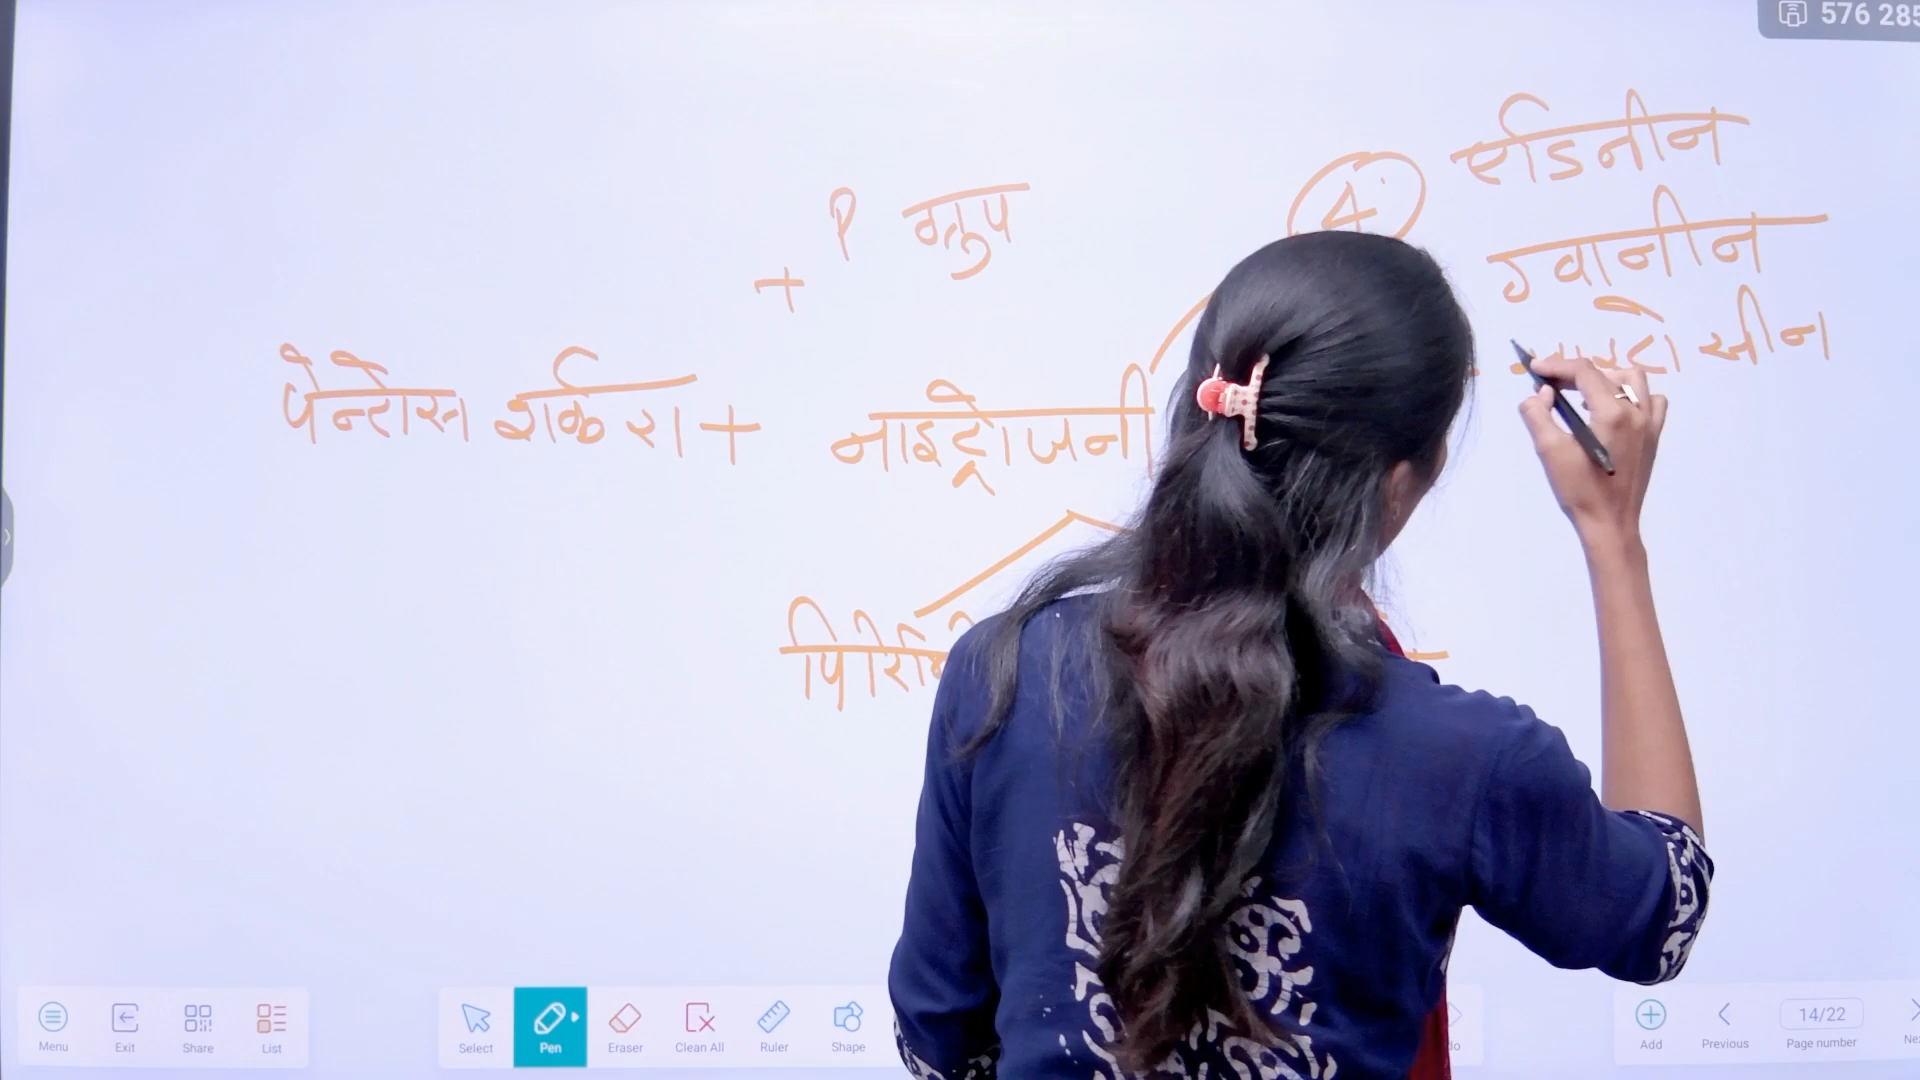 576 285
4
एडिनीन
P ग्रुप
ग्वानीन
+
सायटोसीन
पेन्टोस शर्करा + नाइट्रोजनी
Menu
Exit
Share
List
Select
Pen
Eraser
Clean All
Ruler
Shape
Add
Previous
14/22
Page number